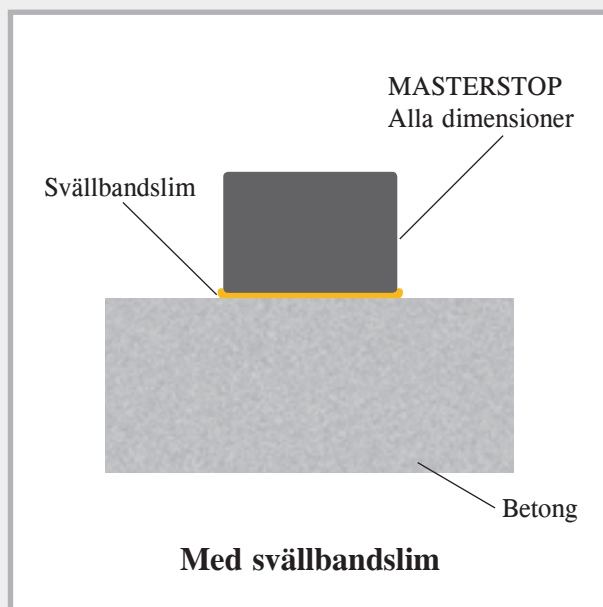 MASTERSTOP
Alla dimensioner
Svällbandslim
Betong
Med svällbandslim